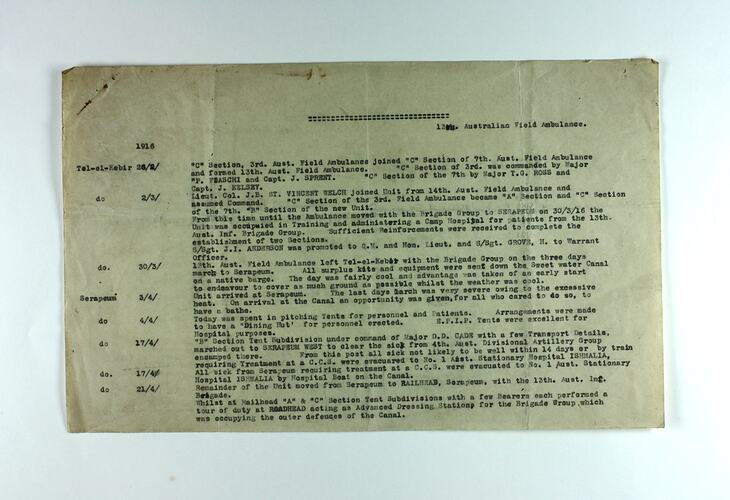 13th. Australian Field Ambulance.
1916
Tel-el-Kebir 26/2/ "C" Section, 3rd. Aust. Field Ambulance joined "C" Section of 7th. Aust. Field Ambulance
and formed 13th. Aust. Field Ambulance. "C" Section of 3rd. was commanded by Major
"F. and Capt. J. SPRENT. "C" Section of the 7th by Major T.G. ROSS and
Capt. J. KELSEY.
do 2/3/ Lieut. Col. J.B. ST. VINCENT WELCH joined Unit from 14th. Aust. Field Ambulance and
assumed Command. "C" Section of the 3rd. Field Ambulance became "A" Section and "C" Section
of the 7th. "B" Section of the new Unit.
From this time until the Ambulance moved with the Brigade Group to SERAPEUM on 30/3/16 the
Unit was occupied in Training and administering a Camp Hospital for patients from the 13th.
Aust. Inf. Brigade Group. Sufficient Reinforcements were received to complete the
establishment of two Sections.
S/Sgt. J.I. ANDERSON was promoted to Q.M. and Hon. Lieut. and S/Sgt. GROVE, H. to Warrant
Officer.
do. 30/3/ 13th. Aust. Field Ambulance left Tel-el-Kebir with the Brigade Group on the three days
march to Serapeum. All surplus kits and equipment were sent down the Sweet water Canal
on a native barge. The day was fairly cool and advantage was taken of an early start
to endeavour to cover as much ground as possible whilst the weather was cool.
Serapeum 3/4/ Unit arrived at Serapeum. The last days march was very severe owing to the excessive
heat. On arrival at the Canal an opportunity was given,for all who cared to do so, to
have a bathe.
do 4/4/ Today was spent in pitching Tents for personnel and Patients. Arrangements were made
to have a 'Dining Hut' for personnel erected. E.P.I.P. Tents were excellent for
Hospital purposes.
do 17/4/ "B" Section Tent Subdivision under command of Major D.D. CADE with a few Transport Details,
marched out to SERAPEUM WEST to clear the sick from 4th. Aust. Divisional Artillery Group
encamped there. From this post all sick not likely to be well within 14 days or by train
requiring Treatment at a C.C.S. were evacuated to No. 1 Aust. Stationary Hospital ISHMALIA,
do. 17/4/ All sick from Serapeum requiring treatment at a C.C.S. were evacuated to No. 1 Aust. Stationary
Hospital ISHMALIA by Hospital Boat on the Canal.
do 21/4/ Remainder of the Unit moved from Serapeum to RAILHEAD, Serapeum, with the 13th. Aust. Inf.
Brigade.
Whilst at Railhead "A" & "C" Section Tent Subdivisions with a few Bearers each performed a
tour of duty at ROADHEAD acting as Advanced Dressing Stations for the Brigade Group,which
was occupying the outer defences of the Canal.